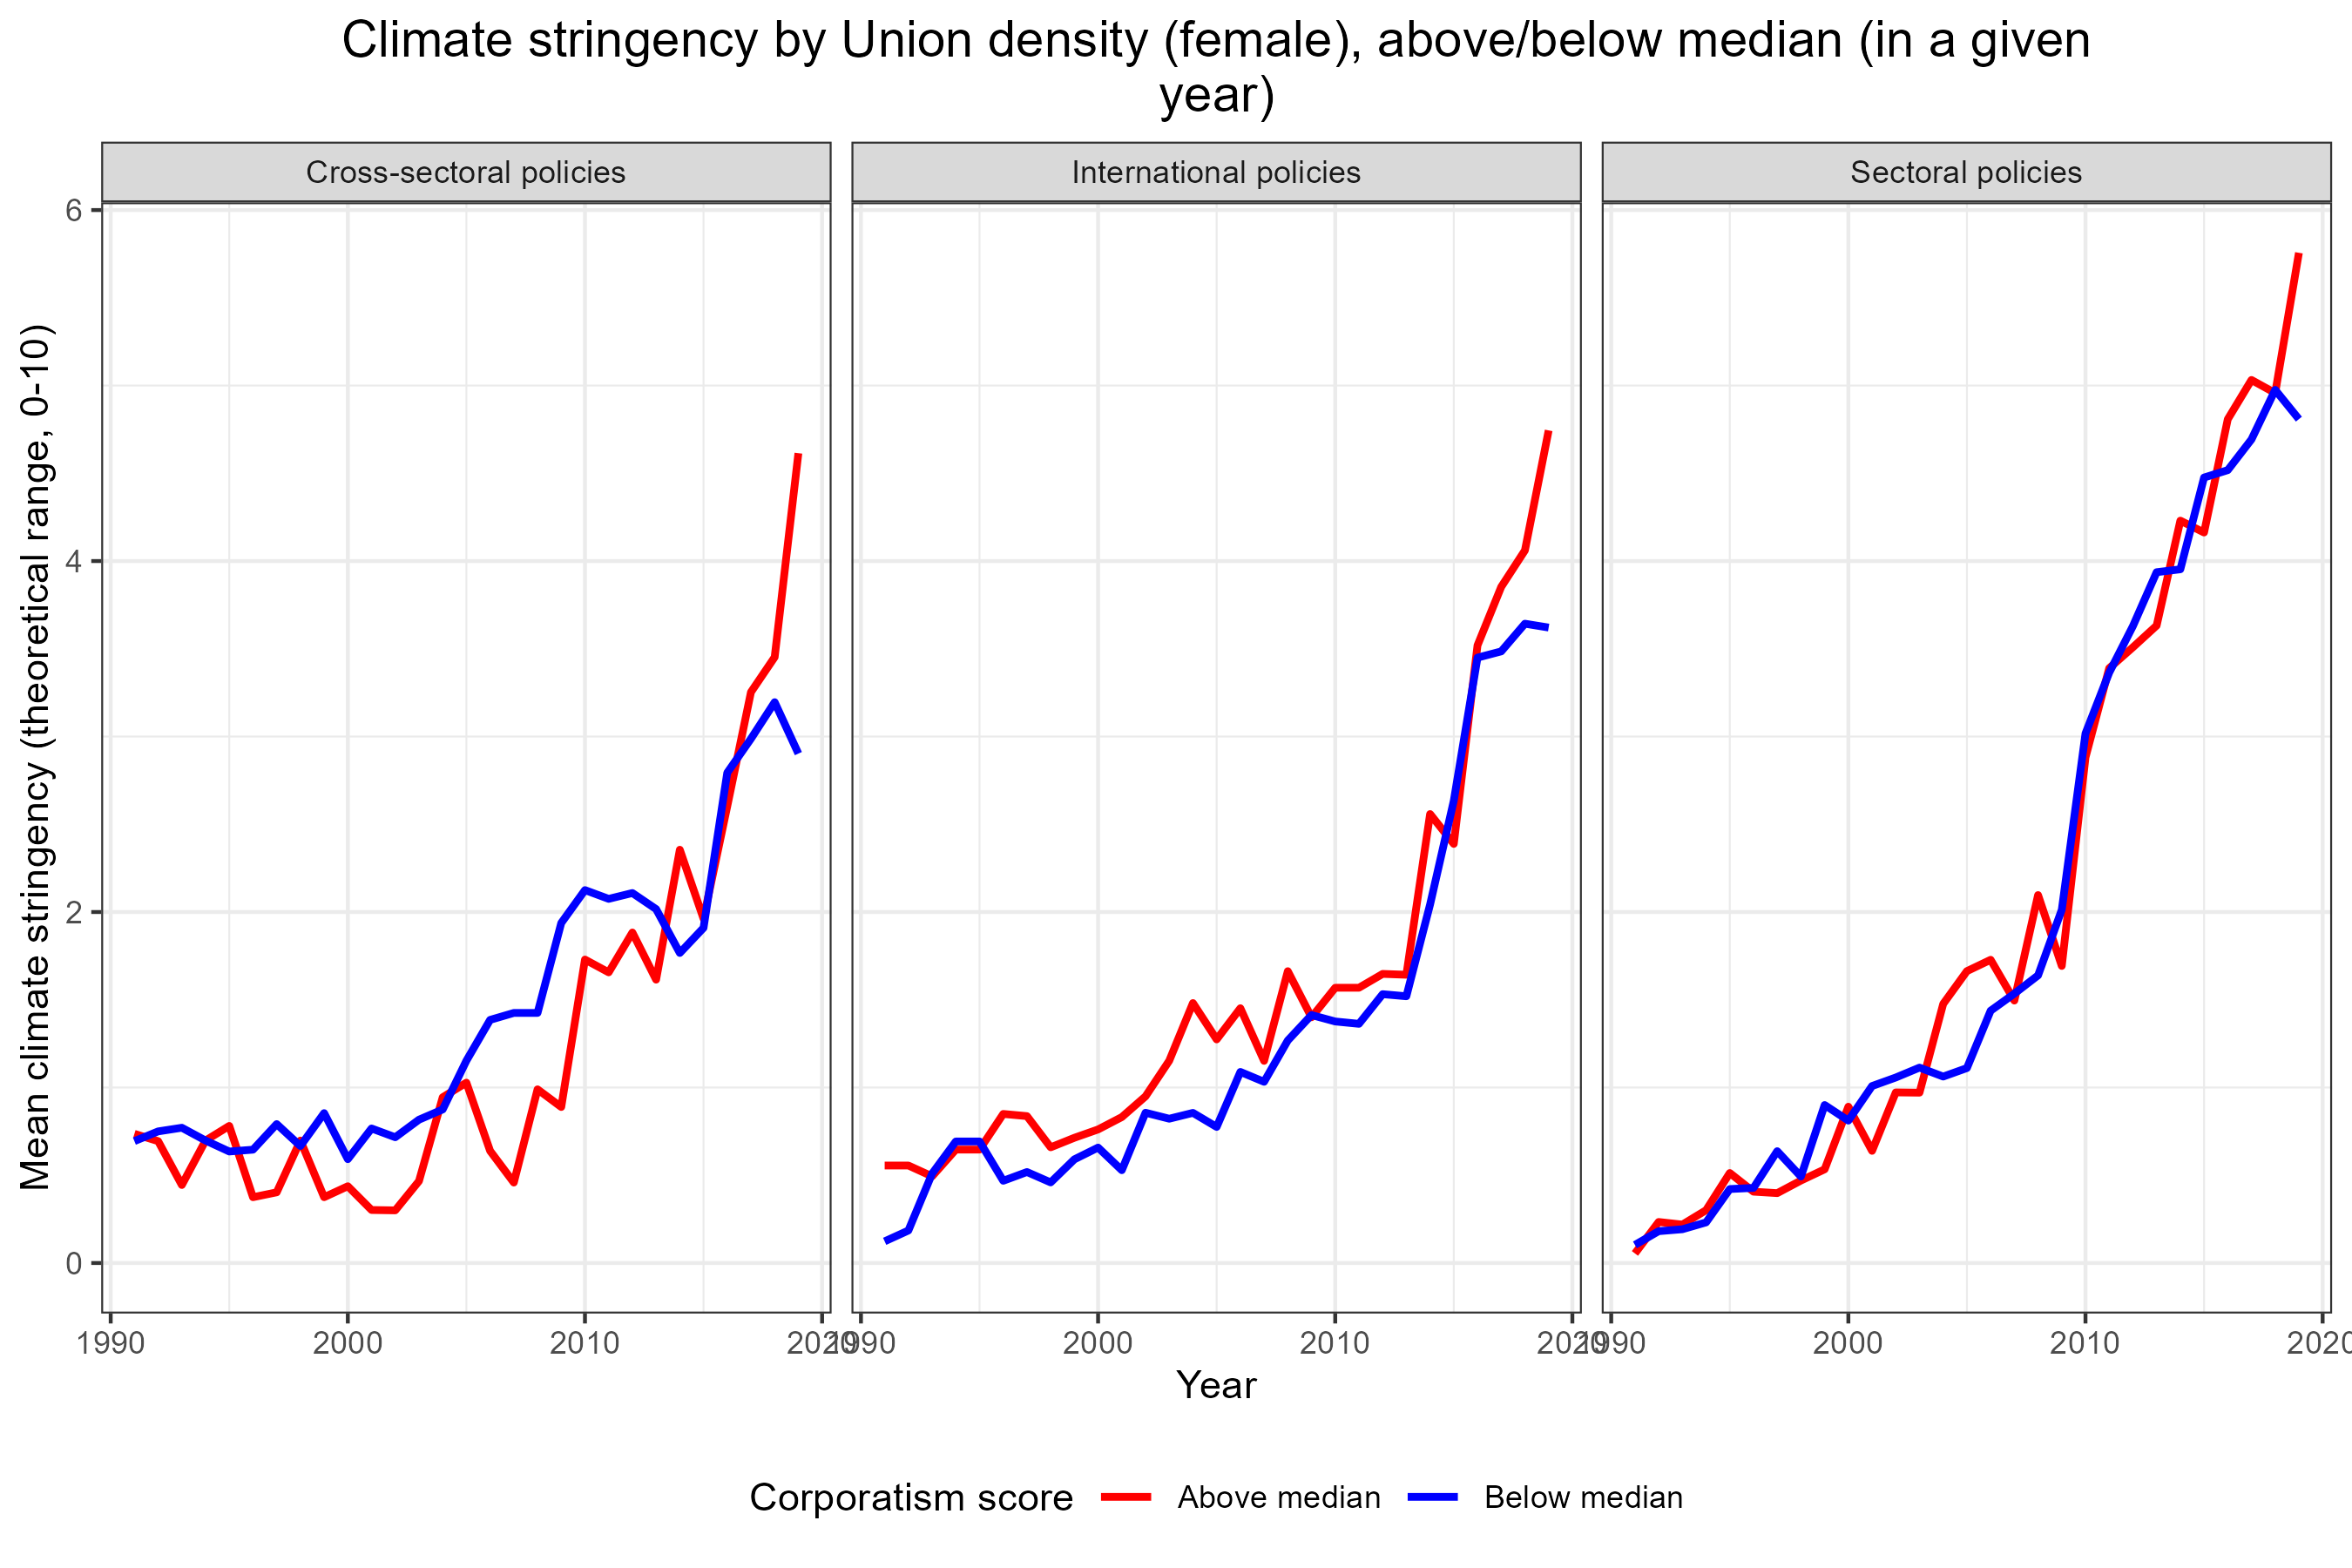 Climate stringency by Union density (female), above/below median (in a given
year)
Cross-sectoral policies
International policies
Sectoral policies
Mean climate stringency (theoretical range, 0-10)
6
4
2
0
1990 2000 2010 2020
1990 2000 2010 2020
1990 2000 2010 2020
Year
Corporatism score Above median Below median